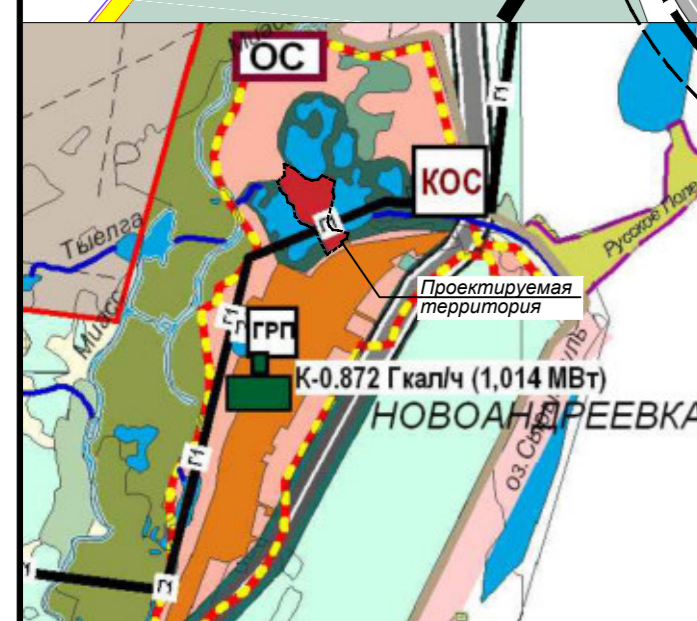 Миасс
ОС
Г1
КОС
Тыелга
Г1
Русское Поле
Миасс
Проектируемая
территория
Г1
ГРП
К-0.872 Гкал/ч (1,014 МВт)
НОВОАНДРЕЕВКА
Г1
Г1